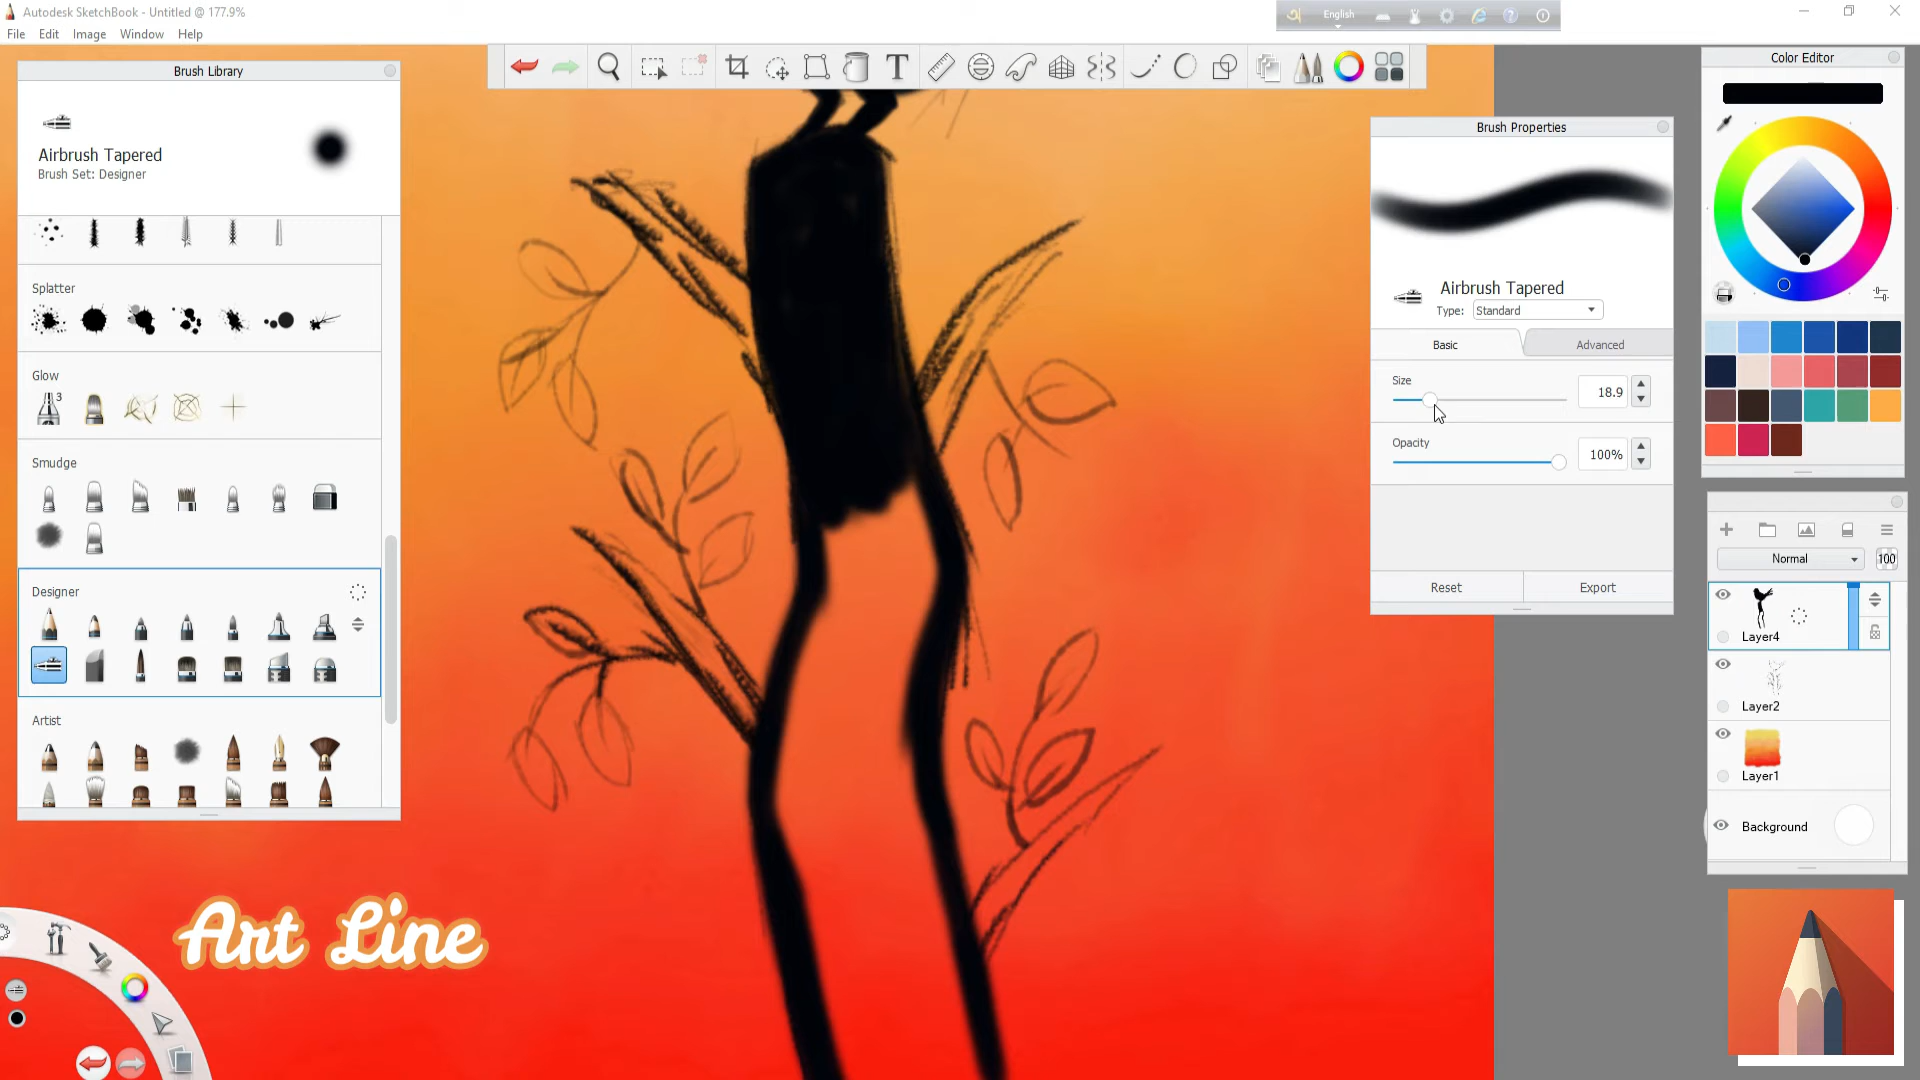 Autodesk SketchBook - Untitled @ 177.9%
English
File Edit Image Window Help
Brush Library
Airbrush Tapered
Brush Set: Designer
Splatter
Glow
3
Smudge
Designer
Artist
T
Brush Properties
Airbrush Tapered
Type: Standard
Basic Advanced
Size
18.9
Opacity
100%
Reset Export
Color Editor
Normal 100
Layer4
Layer2
Layer1
Background
Art Line